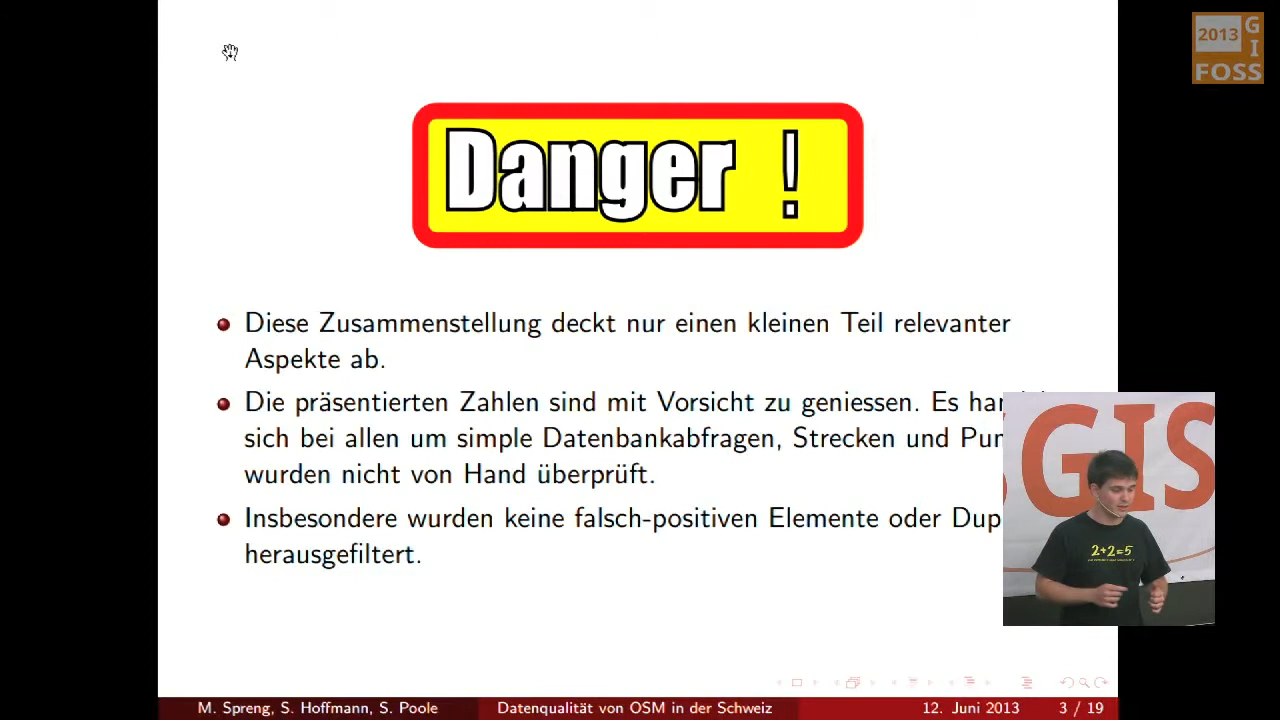 2013
G
I
FOSS
Danger !
Diese Zusammenstellung deckt nur einen kleinen Teil relevanter
Aspekte ab.
Die präsentierten Zahlen sind mit Vorsicht zu geniessen. Es
sich bei allen um simple Datenbankabfragen, Strecken und
wurden nicht von Hand überprüft.
Insbesondere wurden keine falsch-positiven Elemente oder
herausgefiltert.
GIS
2+2=5
M. Spreng, S. Hoffmann, S. Poole
Datenqualität von OSM in der Schweiz
12. Juni 2013
3 / 19